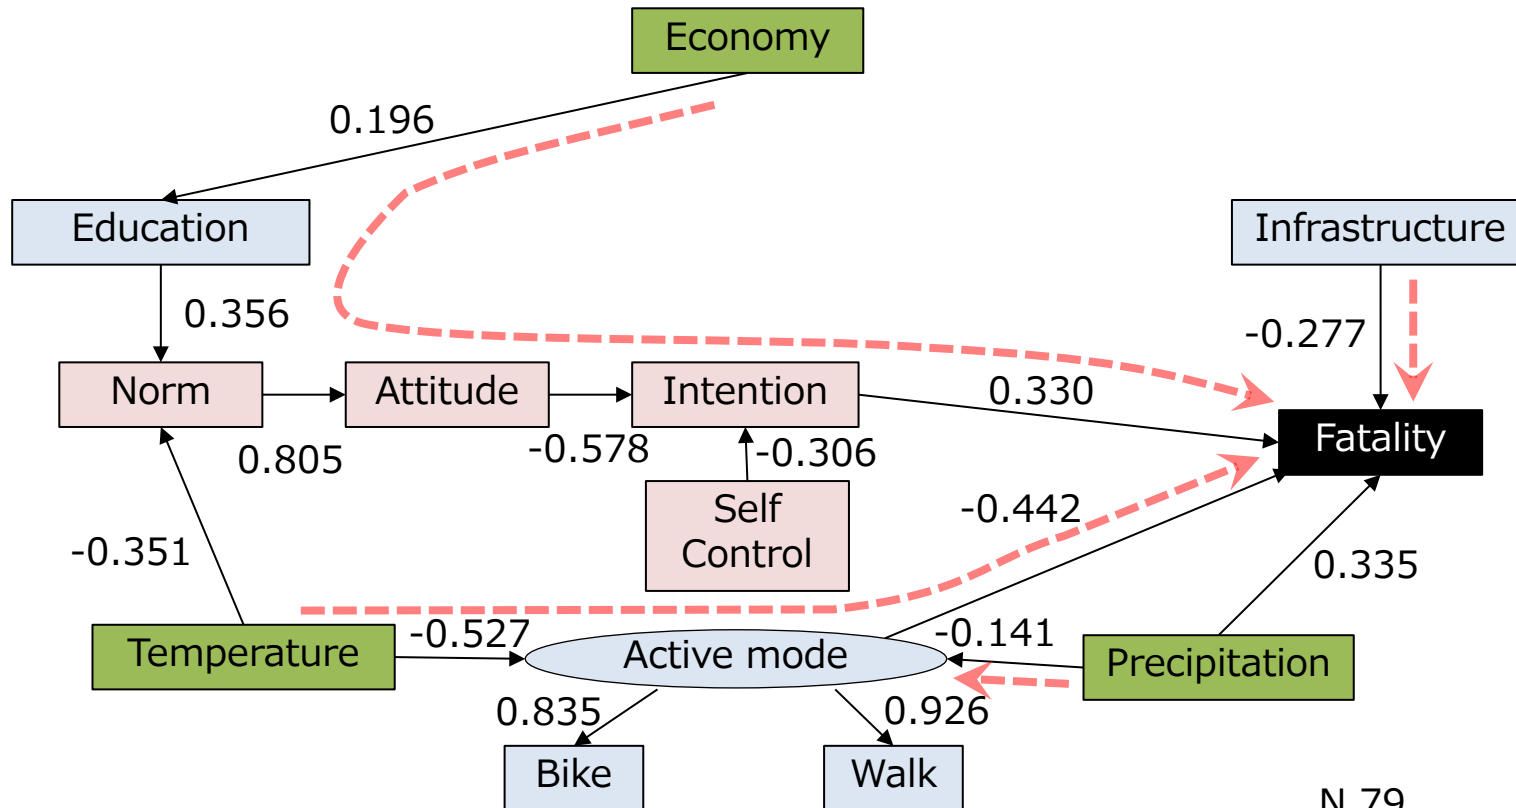 Economy
0.196
Education
Infrastructure
0.356
-0.277
Norm
Attitude
Intention
0.330
Fatality
0.805
-0.578
-0.306
Self
Control
-0.442
-0.351
0.335
Temperature
-0.527
Active mode
-0.141
Precipitation
0.835
0.926
Bike
Walk
N 79